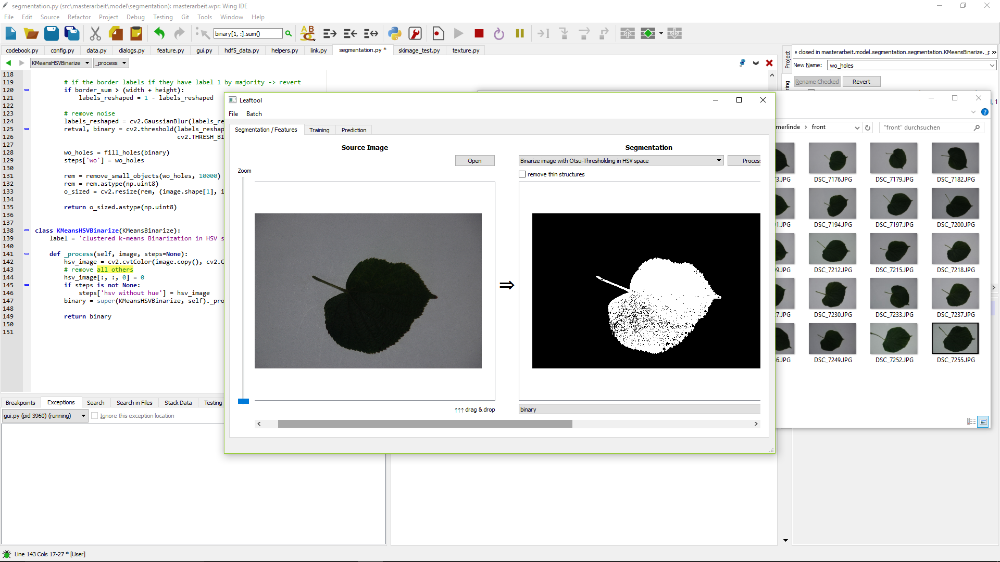 segmentation.py (src\masterarbeit\model\segmentation): masterarbeit.wpr: Wing IDE
File Edit Source Refactor Project Debug Testing Git Tools Window Help
binary[1, :].sum()
codebook.py config.py data.py dialogs.py feature.py gui.py hdf5_data.py helpers.py link.py segmentation.py * skimage_test.py texture.py
KMeansHSVBinarize _process
118
119 # if the border labels if they have label 1 by majority -> revert
120 if border_sum > (width + height):
121 labels_reshaped = 1 - labels_reshaped
122
123 # remove noise
124 labels_reshaped = cv2.GaussianBlur(labels_re
125 retval, binary = cv2.threshold(labels_reshap
126 cv2.THRESH_BI
127
128 wo_holes = fill_holes(binary)
129 steps['wo'] = wo_holes
130
131 rem = remove_small_objects(wo_holes, 10000)
132 rem = rem.astype(np.uint8)
133 o_sized = cv2.resize(rem, (image.shape[1], i
134
135 return o_sized.astype(np.uint8)
136
137
138 class KMeansHSVBinarize(KMeansBinarize):
139 label = 'clustered k-means Binarization in HSV s
140
141 def _process(self, image, steps=None):
142 hsv_image = cv2.cvtColor(image.copy(), cv2.C
143 # remove all others
144 hsv_image[:, :, 0] = 0
145 if steps is not None:
146 steps['hsv without hue'] = hsv_image
147 binary = super(KMeansHSVBinarize, self)._pro
148
149 return binary
150
151
Breakpoints Exceptions Search Search in Files Stack Data Testing
gui.py (pid 3960) (running) Ignore this exception location
Line 143 Cols 17-27 * [User]
Leaftool
File Batch
Segmentation / Features Training Prediction
Source Image
Open
Zoom
↑↑↑ drag & drop
⇒
Segmentation
Binarize image with Otsu-Thresholding in HSV space Process
remove thin structures
binary
Project
ring
e closed in masterarbeit.model.segmentation.segmentation.KMeansBinarize._p »
New Name: wo_holes
Rename Checked Revert
, 1
merlinde › front "front" durchsuchen
73.JPG DSC_7176.JPG DSC_7179.JPG DSC_7182.JPG
91.JPG DSC_7194.JPG DSC_7197.JPG DSC_7200.JPG
09.JPG DSC_7212.JPG DSC_7215.JPG DSC_7218.JPG
27.JPG DSC_7230.JPG DSC_7233.JPG DSC_7237.JPG
46.JPG DSC_7249.JPG DSC_7252.JPG DSC_7255.JPG